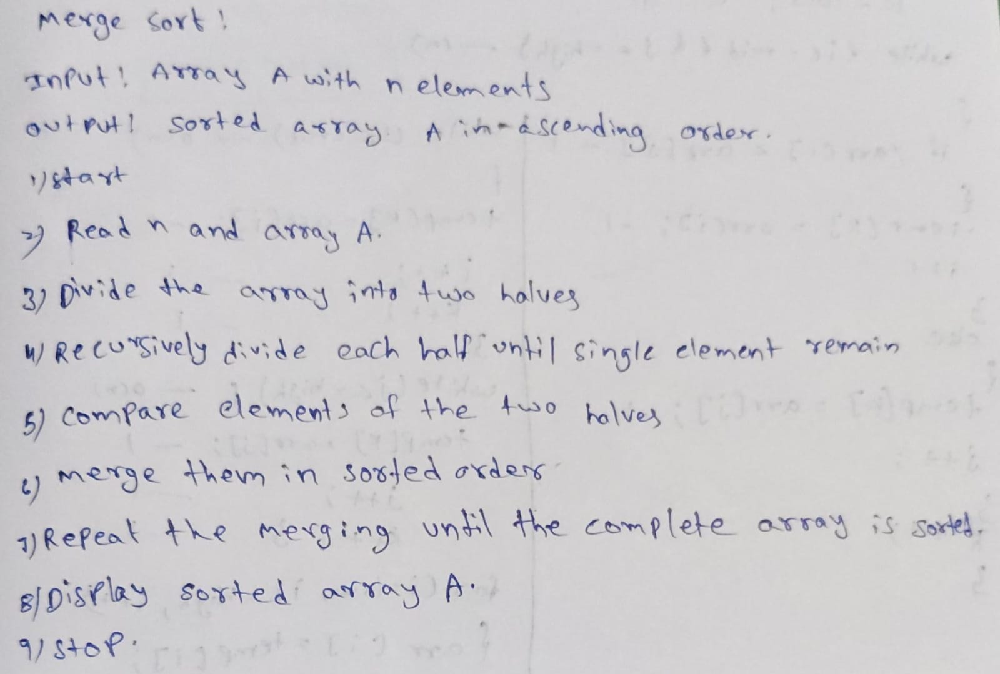 Merge Sort:
Input: Array A with n elements
output: sorted array A in ascending order.
1) start
2) Read n and array A.
3) Divide the array into two halves
4) Recursively divide each half until single element remain
5) Compare elements of the two halves
6) merge them in sorted order
7) Repeat the merging until the complete array is sorted.
8) Display sorted array A.
9) Stop.